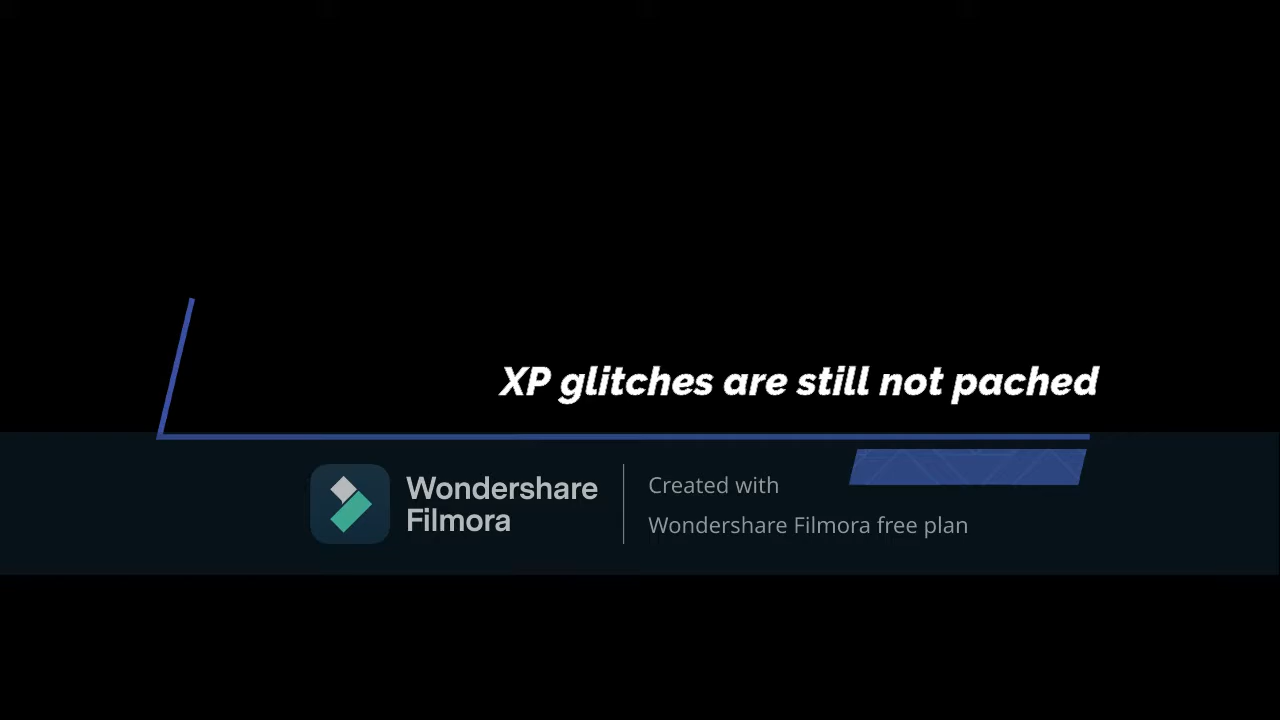 XP glitches are still not pached
Wondershare
Filmora
Created with
Wondershare Filmora free plan